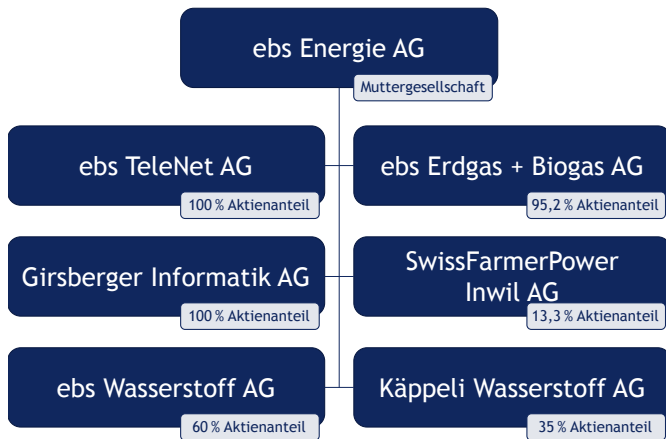 ebs Energie AG
Muttergesellschaft
ebs TeleNet AG
100 % Aktienanteil
ebs Erdgas + Biogas AG
95,2 % Aktienanteil
Girsberger Informatik AG
100 % Aktienanteil
SwissFarmerPower
Inwil AG
13,3 % Aktienanteil
ebs Wasserstoff AG
60 % Aktienanteil
Käppeli Wasserstoff AG
35 % Aktienanteil